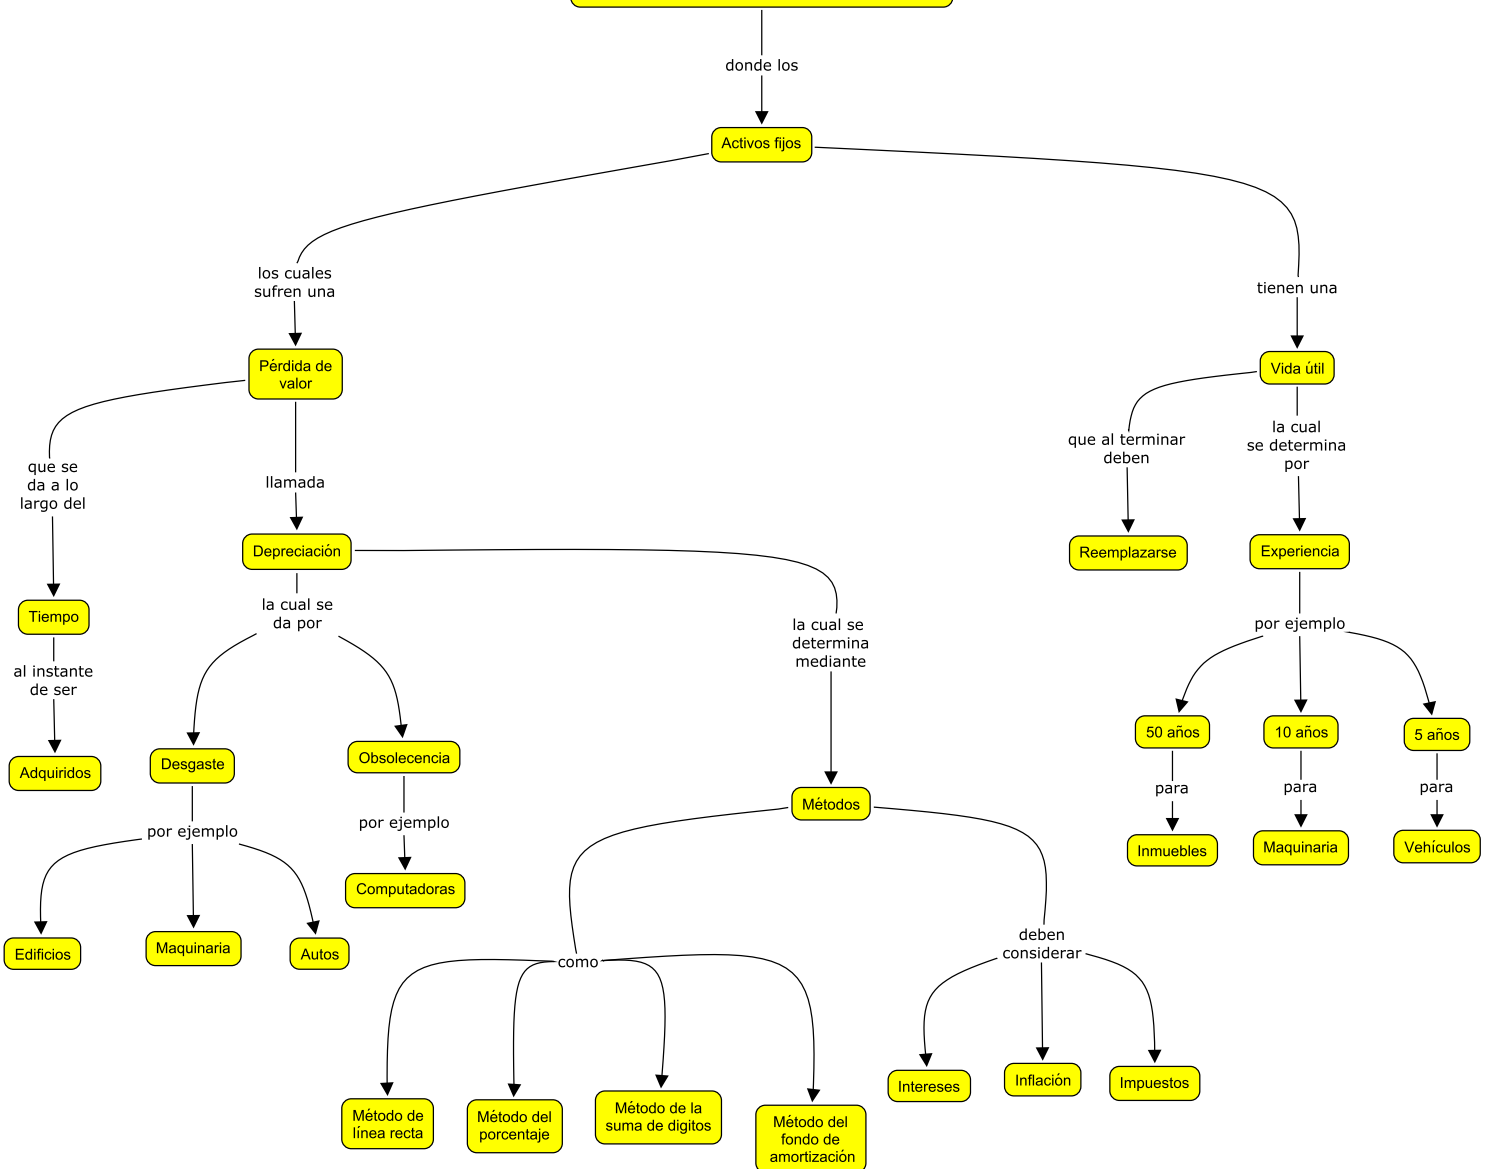 donde los
Activos fijos
los cuales
sufren una
tienen una
Pérdida de
valor
Vida útil
que al terminar
deben
la cual
se determina
por
que se
da a lo
largo del
llamada
Depreciación
Reemplazarse
Experiencia
Tiempo
la cual se
da por
la cual se
determina
mediante
por ejemplo
al instante
de ser
50 años
10 años
5 años
Adquiridos
Desgaste
Obsolecencia
para
para
para
Métodos
por ejemplo
por ejemplo
Inmuebles
Maquinaria
Vehículos
Computadoras
Edificios
Maquinaria
Autos
como
deben
considerar
Intereses
Inflación
Impuestos
Método de
línea recta
Método del
porcentaje
Método de la
suma de digitos
Método del
fondo de
amortización